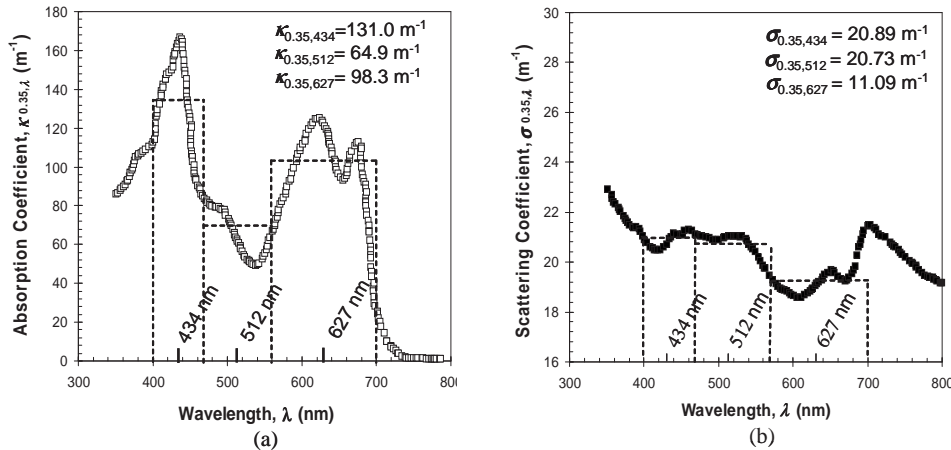 180
160
140
120
100
80
60
40
20
0
Absorption Coefficient, κ 0.35,λ (m-1)
κ0.35,434=131.0 m-1
κ0.35,512= 64.9 m-1
κ0.35,627= 98.3 m-1
434 nm
512 nm
627 nm
300 400 500 600 700 800
Wavelength, λ (nm)
(a)
30
28
26
24
22
20
18
16
Scattering Coefficient, σ 0.35,λ (m-1)
σ0.35,434= 20.89 m-1
σ0.35,512= 20.73 m-1
σ0.35,627= 11.09 m-1
434 nm
512 nm
627 nm
300 400 500 600 700 800
Wavelength, λ (nm)
(b)